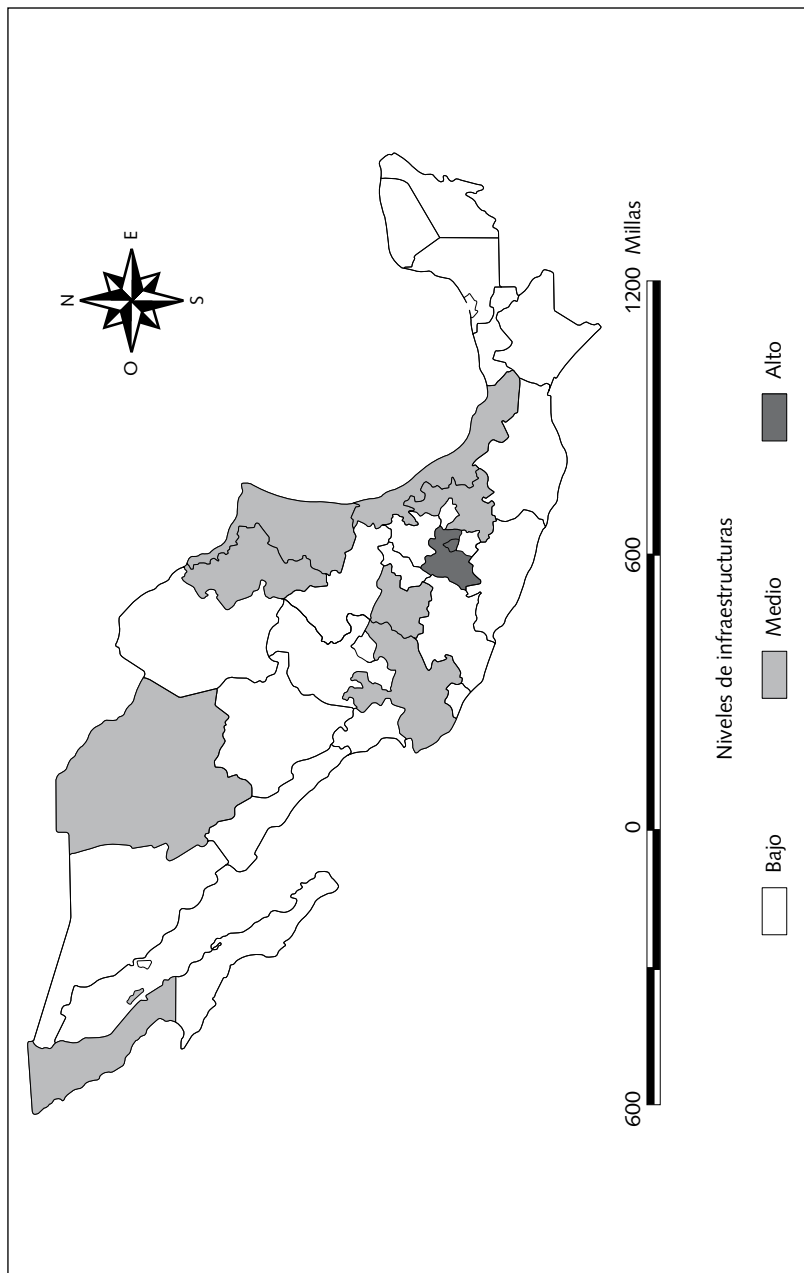 N
O
E
S
600
0
600
1200 Millas
Niveles de infraestructuras
Bajo
Medio
Alto